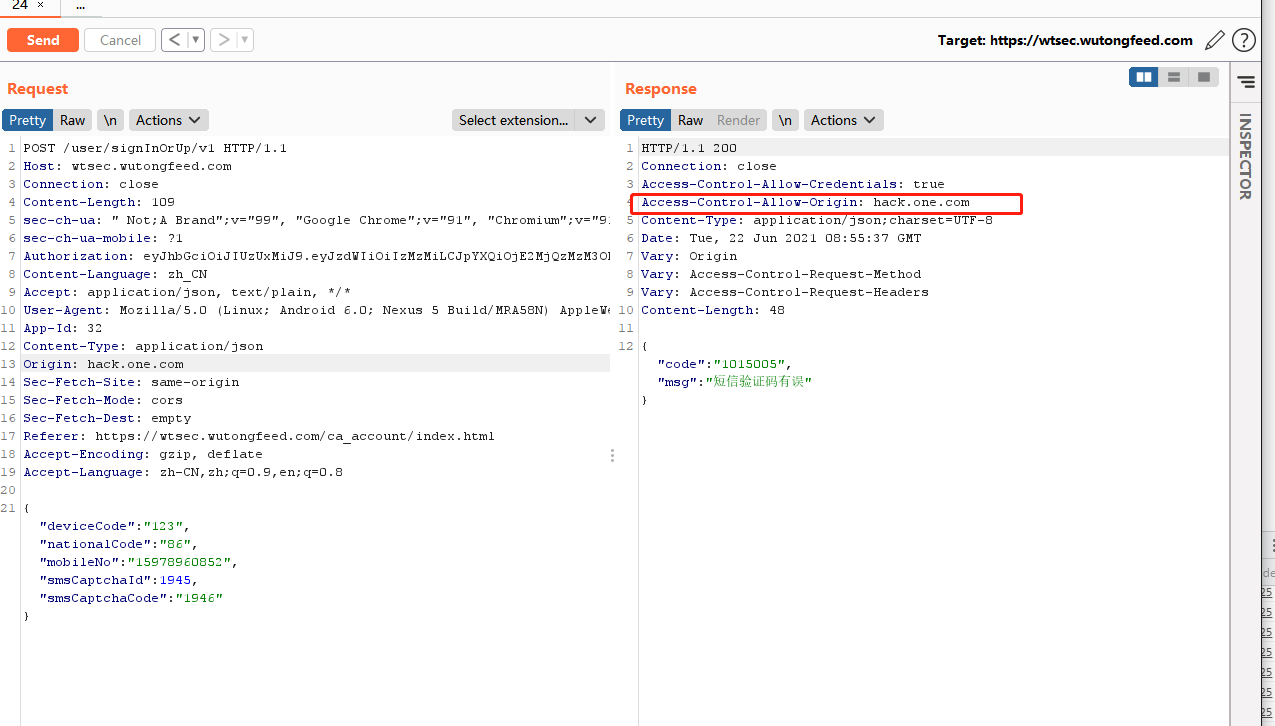 24 × ...
Send Cancel < > Target: https://wtsec.wutongfeed.com ?
Request
Pretty Raw \n Actions Select extension...
1 POST /user/signInOrUp/v1 HTTP/1.1
2 Host: wtsec.wutongfeed.com
3 Connection: close
4 Content-Length: 109
5 sec-ch-ua: " Not;A Brand";v="99", "Google Chrome";v="91", "Chromium";v="91
6 sec-ch-ua-mobile: ?1
7 Authorization: eyJhbGciOiJIUzUxMiJ9.eyJzdWIiOiIzMzMiLCJpYXQiOjE2MjQzMzM3OD
8 Content-Language: zh_CN
9 Accept: application/json, text/plain, */*
10 User-Agent: Mozilla/5.0 (Linux; Android 6.0; Nexus 5 Build/MRA58N) AppleWe
11 App-Id: 32
12 Content-Type: application/json
13 Origin: hack.one.com
14 Sec-Fetch-Site: same-origin
15 Sec-Fetch-Mode: cors
16 Sec-Fetch-Dest: empty
17 Referer: https://wtsec.wutongfeed.com/ca_account/index.html
18 Accept-Encoding: gzip, deflate
19 Accept-Language: zh-CN,zh;q=0.9,en;q=0.8
20
21 {
"deviceCode":"123",
"nationalCode":"86",
"mobileNo":"15978960852",
"smsCaptchaId":1945,
"smsCaptchaCode":"1946"
}
Response
Pretty Raw Render \n Actions
1 HTTP/1.1 200
2 Connection: close
3 Access-Control-Allow-Credentials: true
4 Access-Control-Allow-Origin: hack.one.com
5 Content-Type: application/json;charset=UTF-8
6 Date: Tue, 22 Jun 2021 08:55:37 GMT
7 Vary: Origin
8 Vary: Access-Control-Request-Method
9 Vary: Access-Control-Request-Headers
10 Content-Length: 48
11
12 {
"code":"1015005",
"msg":"短信验证码有误"
}
INSPECTOR
de
25
25
25
25
25
25
25